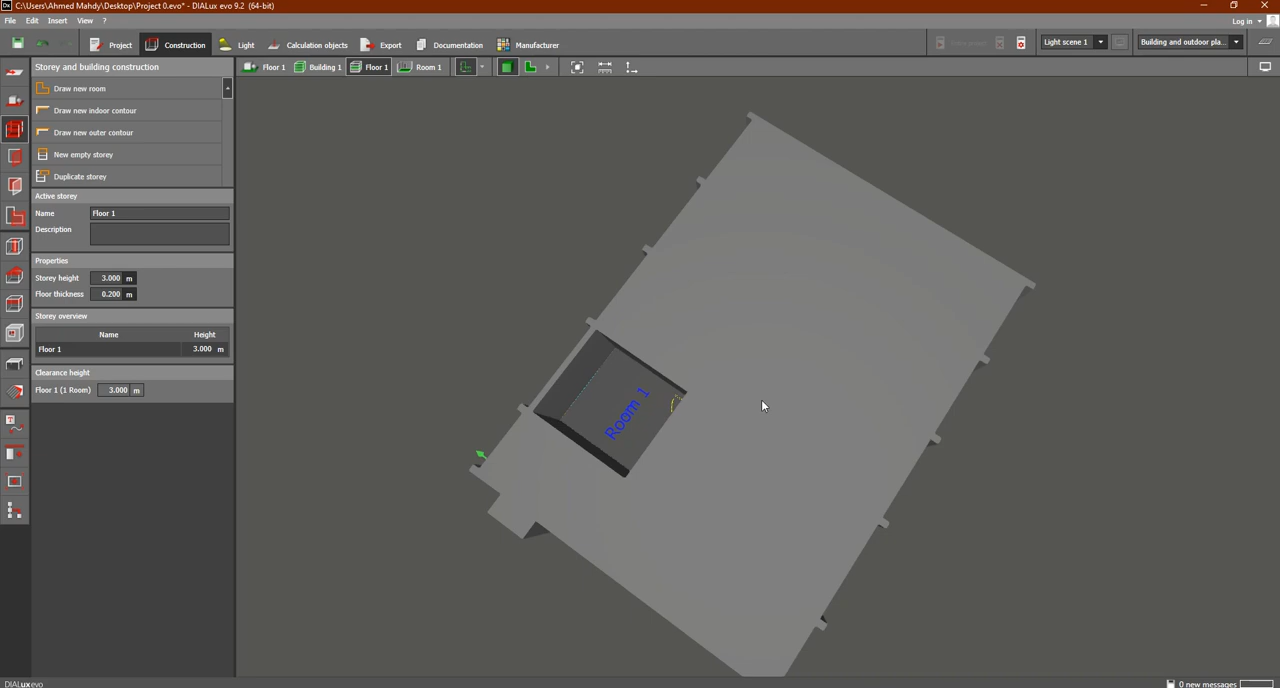 C:\Users\Ahmed Mahdy\Desktop\Project 0.evo* - DIALux evo 9.2 (64-bit)
File Edit Insert View ?
Log in
Project Construction Light Calculation objects Export Documentation Manufacturer
Light scene 1 Building and outdoor pla...
Storey and building construction
Floor 1 Building 1 Floor 1 Room 1
Draw new room
Draw new indoor contour
Draw new outer contour
New empty storey
Duplicate storey
Active storey
Name Floor 1
Description
Properties
Storey height 3.000 m
Floor thickness 0.200 m
Storey overview
Name Height
Floor 1 3.000 m
Clearance height
Floor 1 (1 Room) 3.000 m
Room 1
DIALux evo
0 new messages